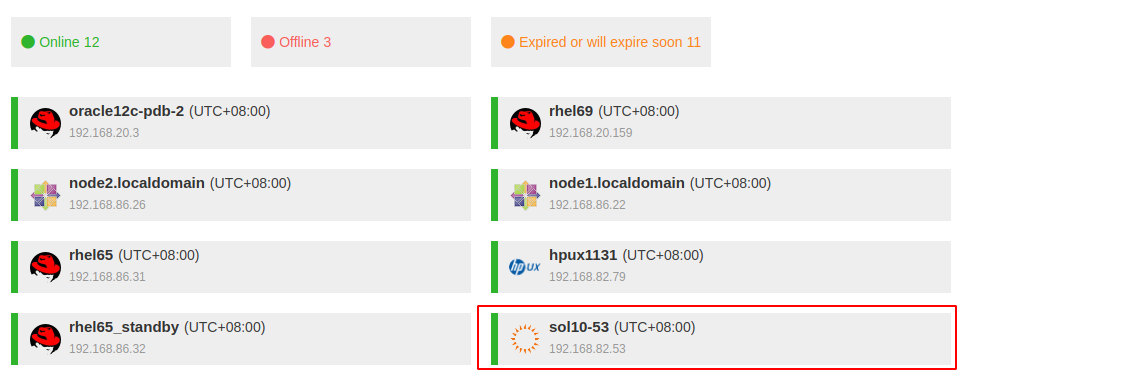 Online 12
Offline 3
Expired or will expire soon 11
oracle12c-pdb-2 (UTC+08:00)
192.168.20.3
rhel69 (UTC+08:00)
192.168.20.159
node2.localdomain (UTC+08:00)
192.168.86.26
node1.localdomain (UTC+08:00)
192.168.86.22
rhel65 (UTC+08:00)
192.168.86.31
hp UX
hpux1131 (UTC+08:00)
192.168.82.79
rhel65_standby (UTC+08:00)
192.168.86.32
sol10-53 (UTC+08:00)
192.168.82.53